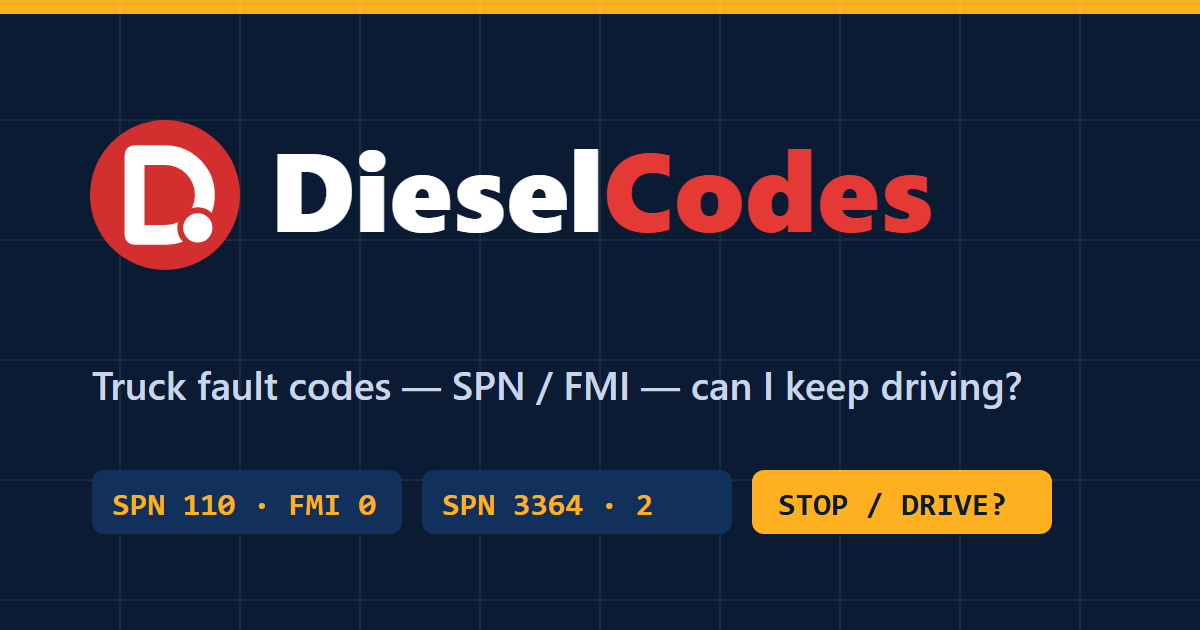 DieselCodes
Truck fault codes — SPN / FMI — can I keep driving?
SPN 110 · FMI 0
SPN 3364 · 2
STOP / DRIVE?